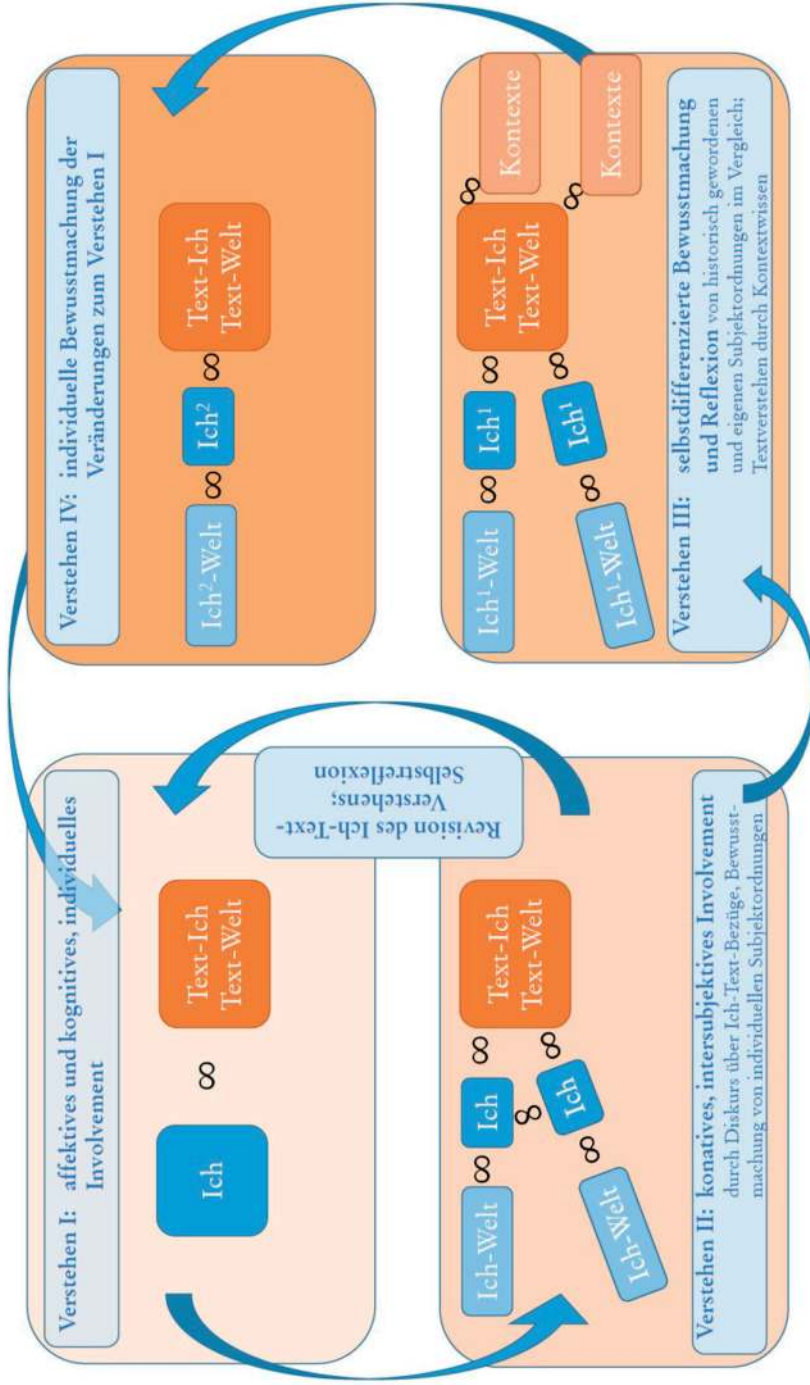 Verstehen I: affektives und kognitives, individuelles
Involvement
Ich
∞
Text-Ich
Text-Welt
Revision des Ich-Text-
Verstehens;
Selbstreflexion
Ich-Welt
∞
Ich
∞
Text-Ich
Text-Welt
∞
Ich-Welt
∞
Ich
∞
Verstehen II: konatives, intersubjektives Involvement
durch Diskurs über Ich-Text-Bezüge, Bewusst-
machung von individuellen Subjektordnungen
Verstehen III: selbstdifferenzierte Bewusstmachung
und Reflexion von historisch gewordenen
und eigenen Subjektordnungen im Vergleich;
Textverstehen durch Kontextwissen
Ich¹-Welt
∞
Ich¹
∞
Text-Ich
Text-Welt
∞
Kontexte
Ich¹-Welt
∞
Ich¹
∞
∞
Kontexte
Verstehen IV: individuelle Bewusstmachung der
Veränderungen zum Verstehen I
Ich²-Welt
∞
Ich²
∞
Text-Ich
Text-Welt